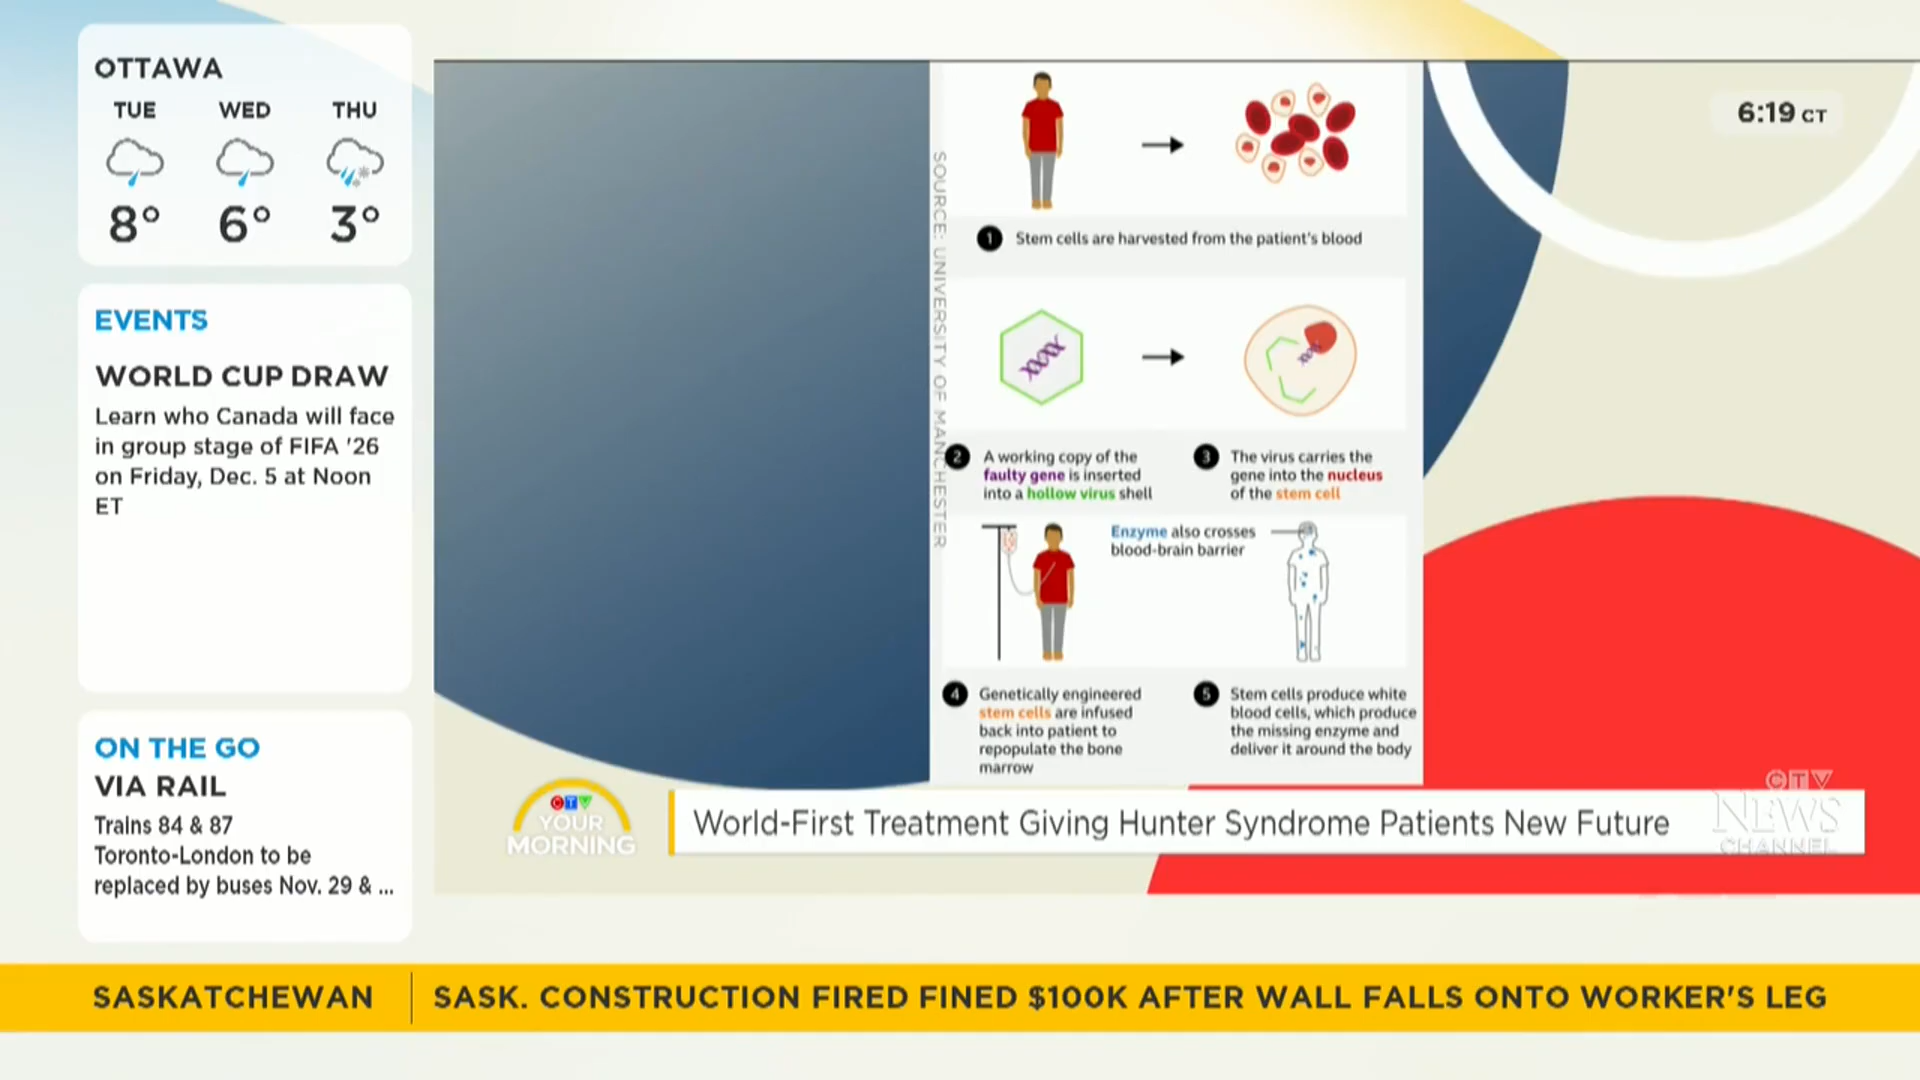 OTTAWA
TUE WED THU
8° 6° 3°
EVENTS
WORLD CUP DRAW
Learn who Canada will face
in group stage of FIFA '26
on Friday, Dec. 5 at Noon
ET
ON THE GO
VIA RAIL
Trains 84 & 87
Toronto-London to be
replaced by buses Nov. 29 & ...
6:19 CT
SOURCE: UNIVERSITY OF MANCHESTER
1 Stem cells are harvested from the patient's blood
2 A working copy of the
faulty gene is inserted
into a hollow virus shell
3 The virus carries the
gene into the nucleus
of the stem cell
Enzyme also crosses
blood-brain barrier
4 Genetically engineered
stem cells are infused
back into patient to
repopulate the bone
marrow
5 Stem cells produce white
blood cells, which produce
the missing enzyme and
deliver it around the body
CTV
YOUR
MORNING
World-First Treatment Giving Hunter Syndrome Patients New Future
CTV
NEWS
CHANNEL
SASKATCHEWAN
SASK. CONSTRUCTION FIRED FINED $100K AFTER WALL FALLS ONTO WORKER'S LEG